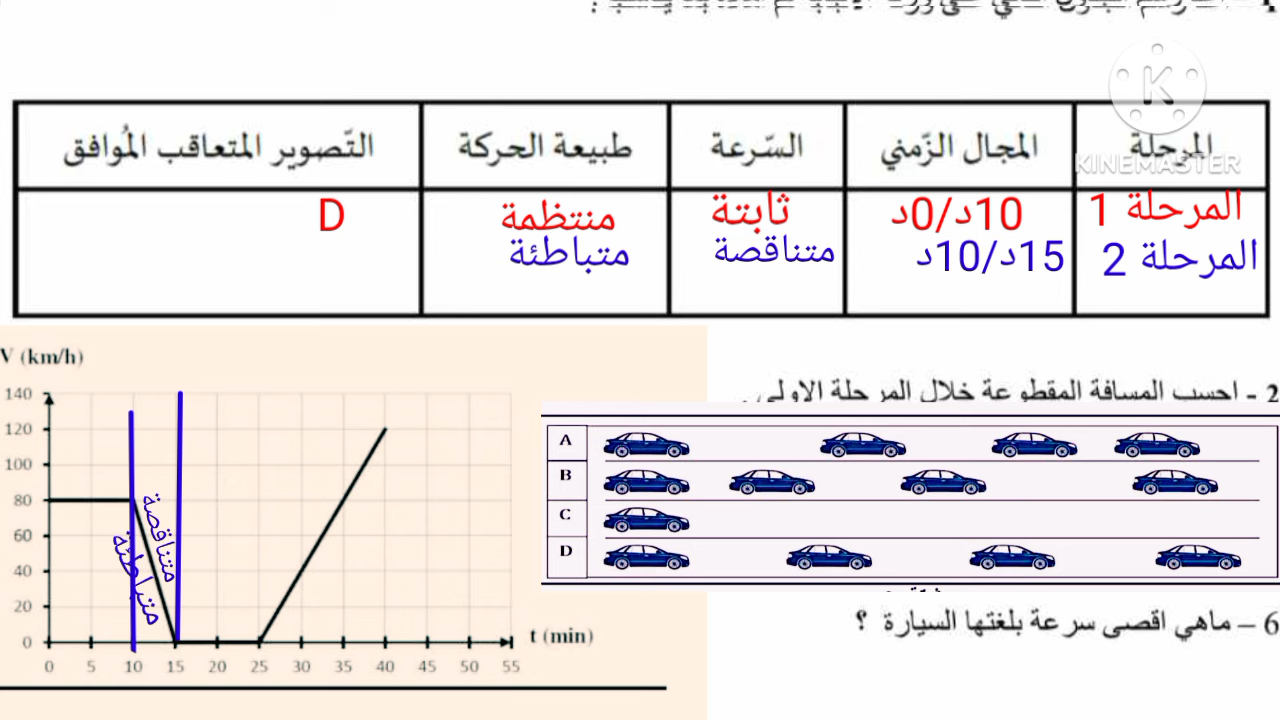 KINEMASTER
المرحلة المجال الزّمني السّرعة طبيعة الحركة التّصوير المتعاقب المُوافق
المرحلة 1 10د/0د ثابتة منتظمة D
المرحلة 2 15د/10د متناقصة متباطئة
V (km/h)
140
120
100
80
60
40
20
0
0 5 10 15 20 25 30 35 40 45 50 55
t (min)
متناقصة
متباطئة
2 - احسب المسافة المقطوعة خلال المرحلة الاولى .
A
B
C
D
6 – ماهي اقصى سرعة بلغتها السيارة ؟